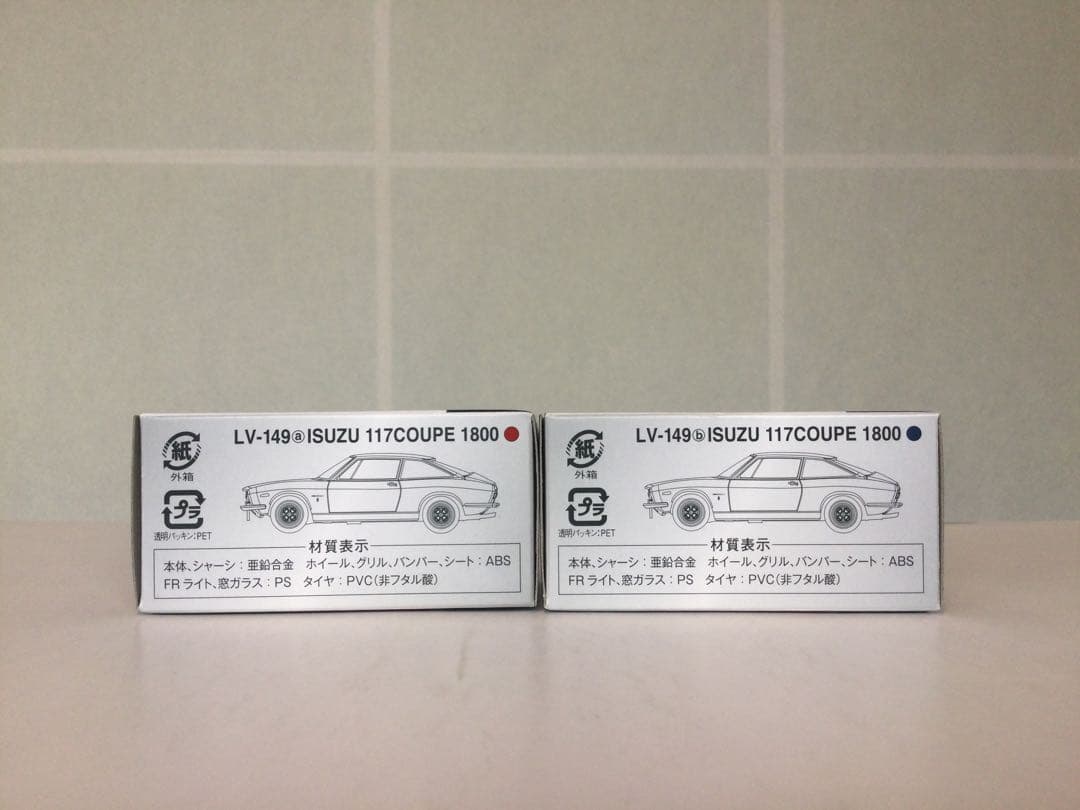 LV-149ⓐISUZU 117COUPE 1800
紙
外箱
プラ
透明パッキン:PET
材質表示
本体、シャーシ：亜鉛合金　ホイール、グリル、バンパー、シート：ABS
FRライト、窓ガラス：PS　タイヤ：PVC(非フタル酸)
LV-149ⓑISUZU 117COUPE 1800
紙
外箱
プラ
透明パッキン:PET
材質表示
本体、シャーシ：亜鉛合金　ホイール、グリル、バンパー、シート：ABS
FRライト、窓ガラス：PS　タイヤ：PVC(非フタル酸)